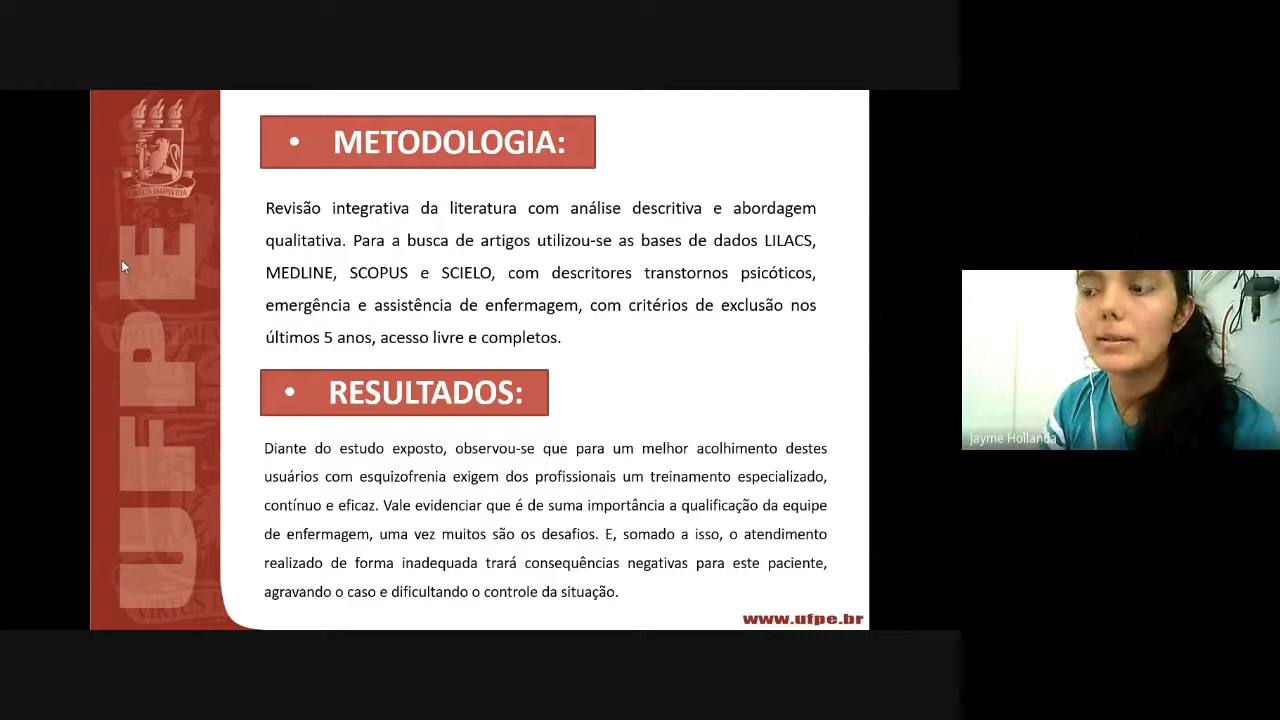 UFPE
VIRTUS IMPAVIDA
• METODOLOGIA:
Revisão integrativa da literatura com análise descritiva e abordagem
qualitativa. Para a busca de artigos utilizou-se as bases de dados LILACS,
MEDLINE, SCOPUS e SCIELO, com descritores transtornos psicóticos,
emergência e assistência de enfermagem, com critérios de exclusão nos
últimos 5 anos, acesso livre e completos.
• RESULTADOS:
Diante do estudo exposto, observou-se que para um melhor acolhimento destes
usuários com esquizofrenia exigem dos profissionais um treinamento especializado,
contínuo e eficaz. Vale evidenciar que é de suma importância a qualificação da equipe
de enfermagem, uma vez muitos são os desafios. E, somado a isso, o atendimento
realizado de forma inadequada trará consequências negativas para este paciente,
agravando o caso e dificultando o controle da situação.
www.ufpe.br
Jayme Hollanda